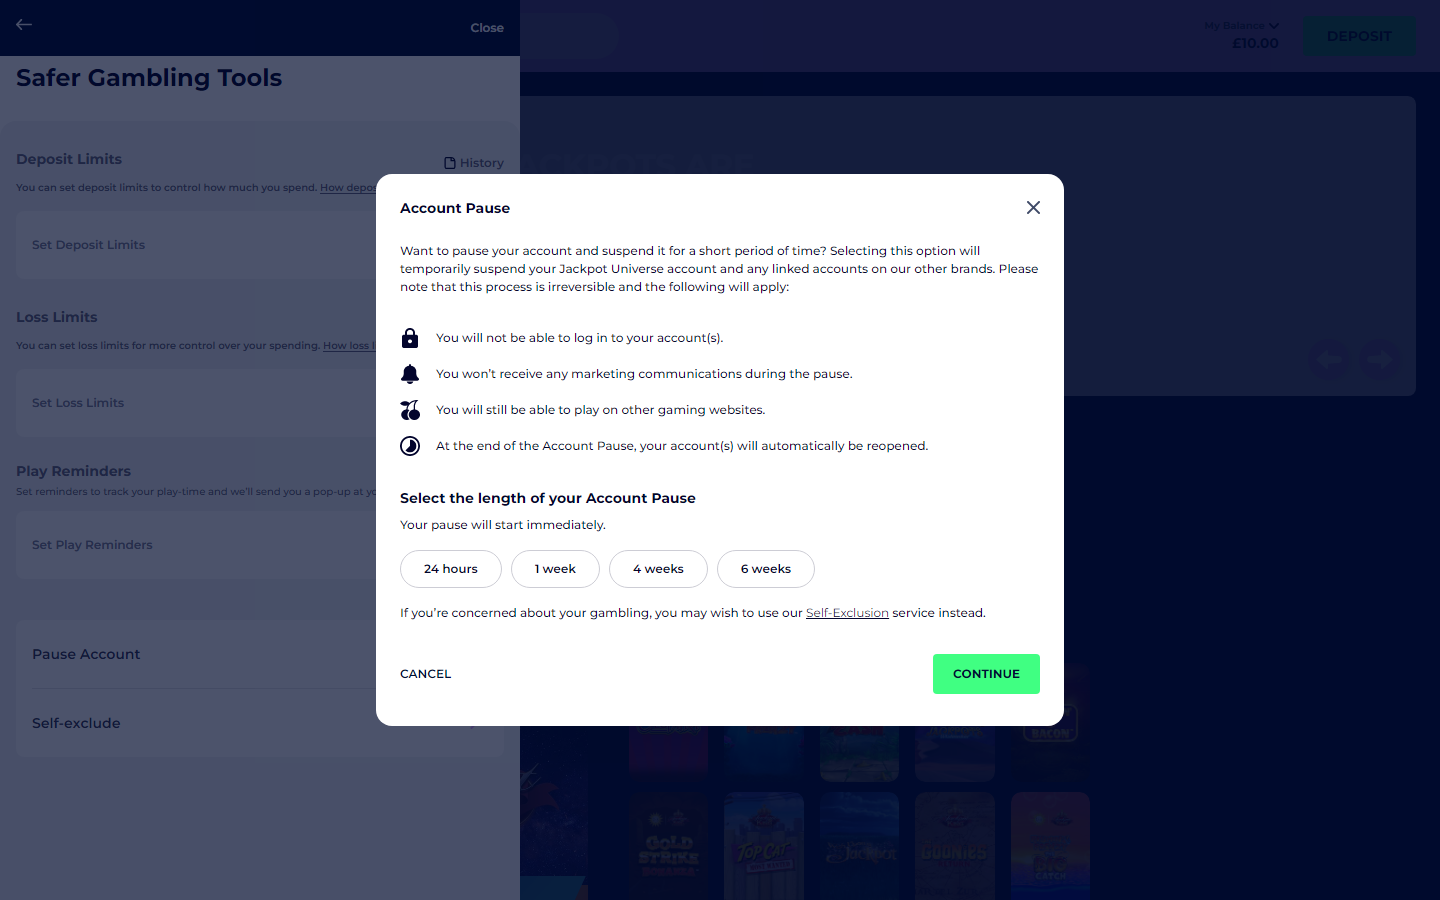 Close
My Balance
£10.00
DEPOSIT
Safer Gambling Tools
Deposit Limits
History
You can set deposit limits to control how much you spend. How depos
Set Deposit Limits
Loss Limits
You can set loss limits for more control over your spending. How loss l
Set Loss Limits
Play Reminders
Set reminders to track your play-time and we'll send you a pop-up at yo
Set Play Reminders
Pause Account
Self-exclude
Account Pause
Want to pause your account and suspend it for a short period of time? Selecting this option will
temporarily suspend your Jackpot Universe account and any linked accounts on our other brands. Please
note that this process is irreversible and the following will apply:
You will not be able to log in to your account(s).
You won't receive any marketing communications during the pause.
You will still be able to play on other gaming websites.
At the end of the Account Pause, your account(s) will automatically be reopened.
Select the length of your Account Pause
Your pause will start immediately.
24 hours
1 week
4 weeks
6 weeks
If you're concerned about your gambling, you may wish to use our Self-Exclusion service instead.
CANCEL
CONTINUE
BACON
GOLD
STRIKE
TOP CAT
GOONIES
BIG
CATCH